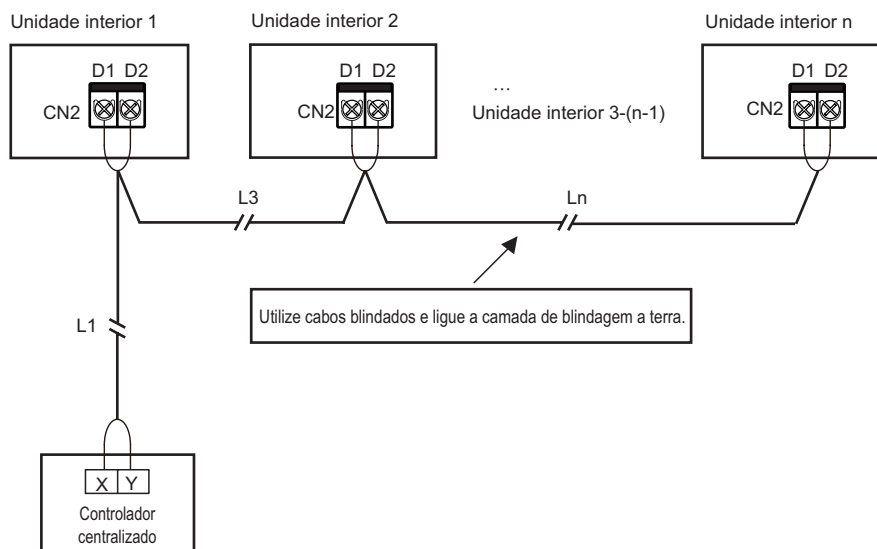 Unidade interior 1
Unidade interior 2
Unidade interior n
D1 D2
D1 D2
D1 D2
...
CN2
CN2
Unidade interior 3-(n-1)
CN2
L3
Ln
Utilize cabos blindados e ligue a camada de blindagem a terra.
L1
X Y
Controlador
centralizado